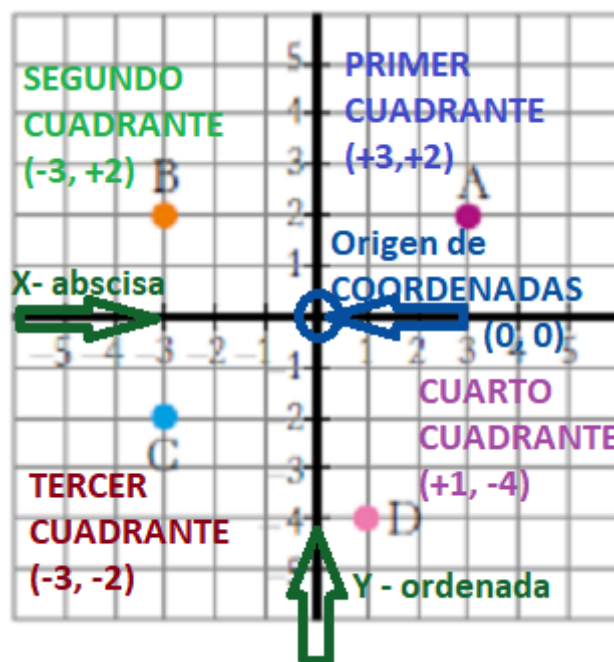 5
PRIMER
SEGUNDO
CUADRANTE
4
CUADRANTE
(-3, +2)
3
(+3,+2)
B
A
2
Origen de
1
X- abscisa
COORDENADAS
(0, 0)
-5 -4 -3 -2 -1 1 2 3 4 5
-1
CUARTO
-2
CUADRANTE
C
-3
(+1, -4)
TERCER
CUADRANTE
-4
D
(-3, -2)
Y - ordenada